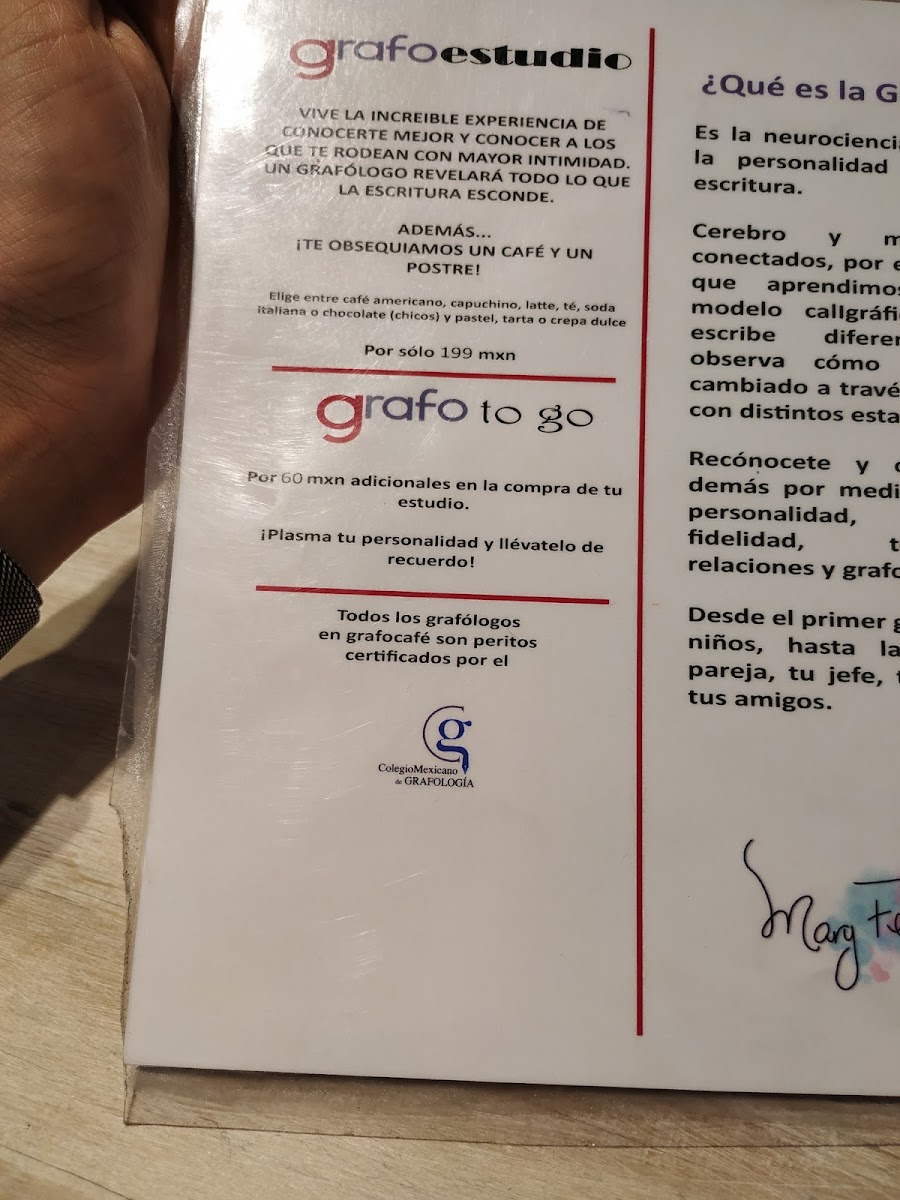 grafoestudio
VIVE LA INCREIBLE EXPERIENCIA DE
CONOCERTE MEJOR Y CONOCER A LOS
QUE TE RODEAN CON MAYOR INTIMIDAD.
UN GRAFÓLOGO REVELARÁ TODO LO QUE
LA ESCRITURA ESCONDE.
ADEMÁS...
¡TE OBSEQUIAMOS UN CAFÉ Y UN
POSTRE!
Elige entre café americano, capuchino, latte, té, soda
italiana o chocolate (chicos) y pastel, tarta o crepa dulce
Por sólo 199 mxn
grafo to go
Por 60 mxn adicionales en la compra de tu
estudio.
¡Plasma tu personalidad y llévatelo de
recuerdo!
Todos los grafólogos
en grafocafé son peritos
certificados por el
g
ColegioMexicano
de GRAFOLOGÍA
¿Qué es la G
Es la neurociencia
la personalidad
escritura.
Cerebro y m
conectados, por e
que aprendimos
modelo callgráfi
escribe diferen
observa cómo
cambiado a travé
con distintos esta
Recónocete y
demás por medi
personalidad,
fidelidad, t
relaciones y grafo
Desde el primer g
niños, hasta la
pareja, tu jefe, t
tus amigos.
Mary Fe